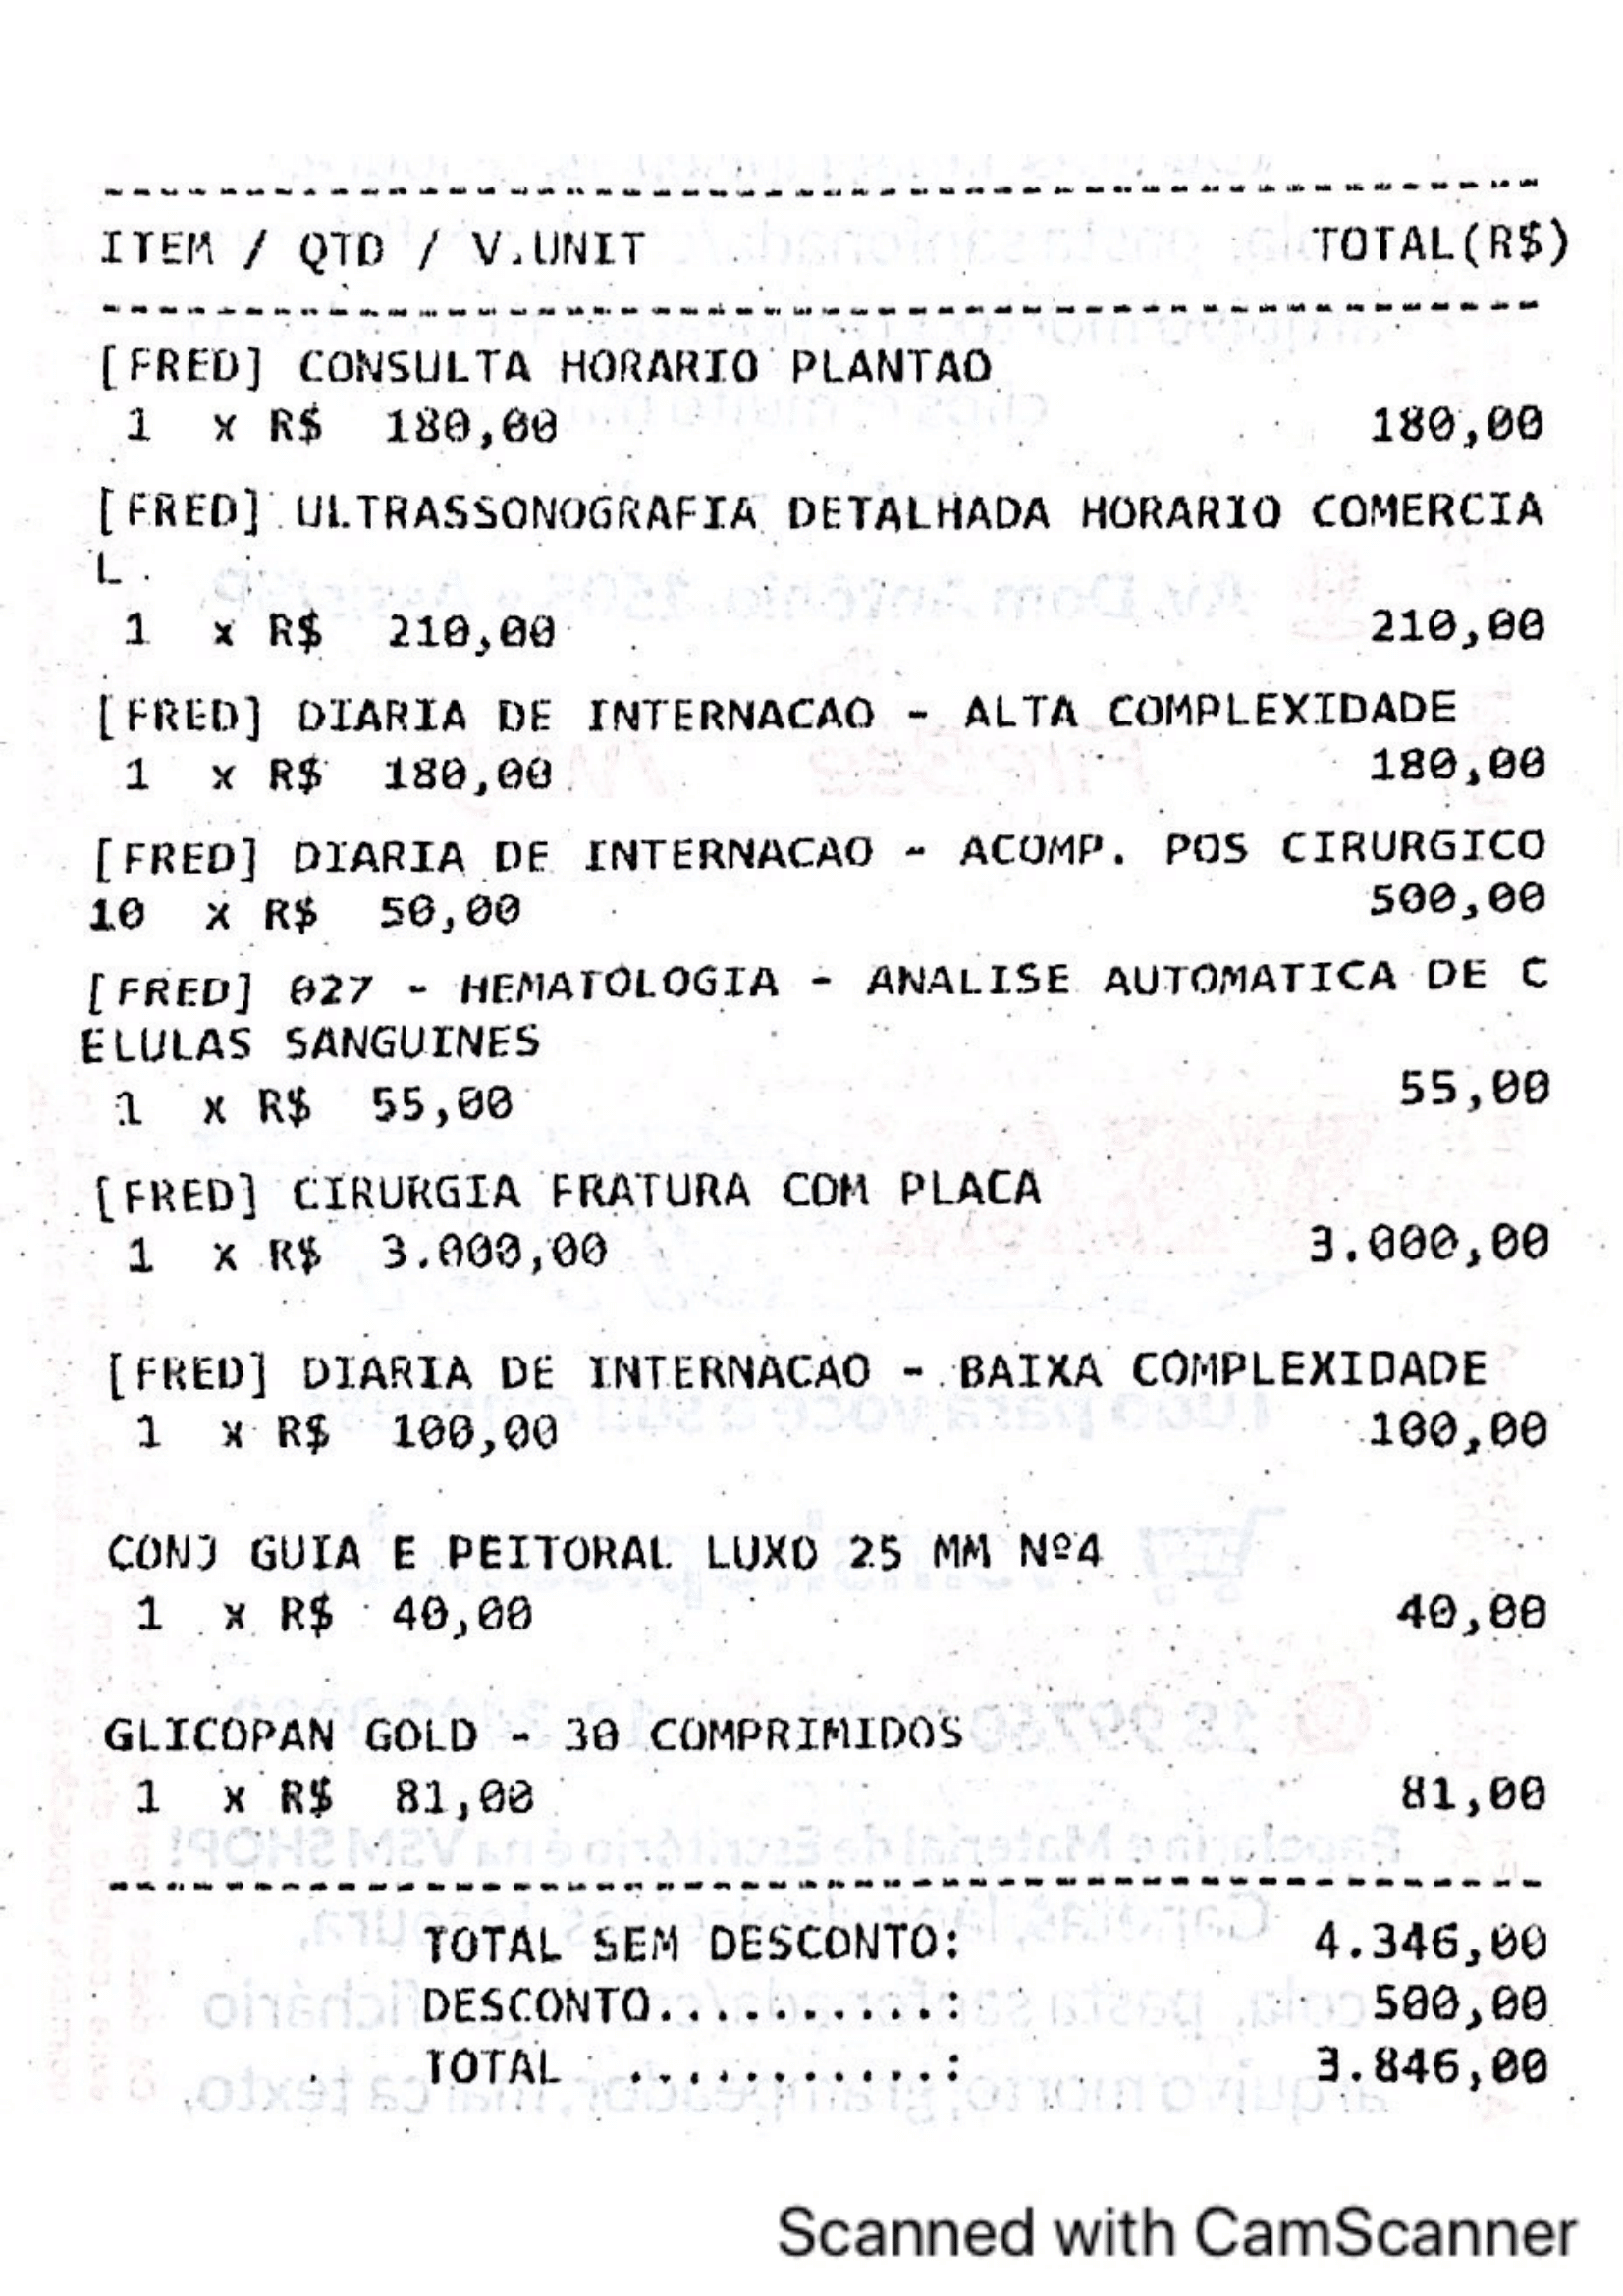 ITEM / QTD / V.UNIT TOTAL(R$)
[FRED] CONSULTA HORARIO PLANTAO
1 x R$ 180,00 180,00
[FRED] ULTRASSONOGRAFIA DETALHADA HORARIO COMERCIA
L
1 x R$ 210,00 210,00
[FRED] DIARIA DE INTERNACAO - ALTA COMPLEXIDADE
1 x R$ 180,00 180,00
[FRED] DIARIA DE INTERNACAO - ACOMP. POS CIRURGICO
10 x R$ 50,00 500,00
[FRED] 027 - HEMATOLOGIA - ANALISE AUTOMATICA DE C
ELULAS SANGUINES
1 x R$ 55,00 55,00
[FRED] CIRURGIA FRATURA COM PLACA
1 x R$ 3.000,00 3.000,00
[FRED] DIARIA DE INTERNACAO - BAIXA COMPLEXIDADE
1 x R$ 100,00 100,00
CONJ GUIA E PEITORAL LUXO 25 MM Nº4
1 x R$ 40,00 40,00
GLICOPAN GOLD - 30 COMPRIMIDOS
1 x R$ 81,00 81,00
TOTAL SEM DESCONTO: 4.346,00
DESCONTO..........: 500,00
TOTAL ............: 3.846,00
Scanned with CamScanner